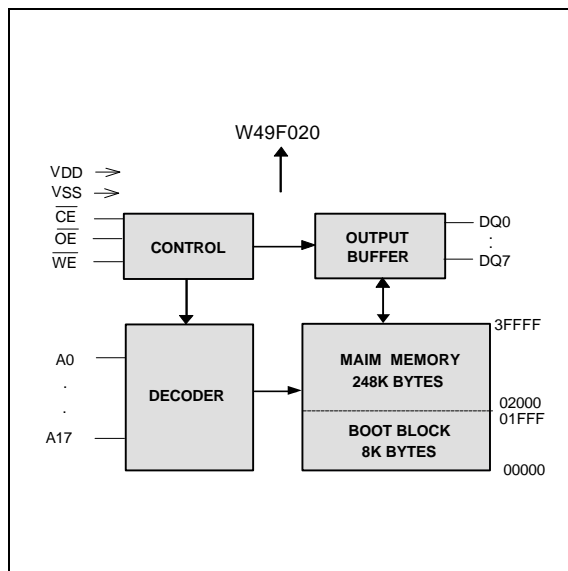 W49F020
VDD
VSS
CE
OE
WE
CONTROL
OUTPUT
BUFFER
DQ0
:
DQ7
A0
.
.
A17
DECODER
3FFFF
MAIM MEMORY
248K BYTES
02000
01FFF
BOOT BLOCK
8K BYTES
00000